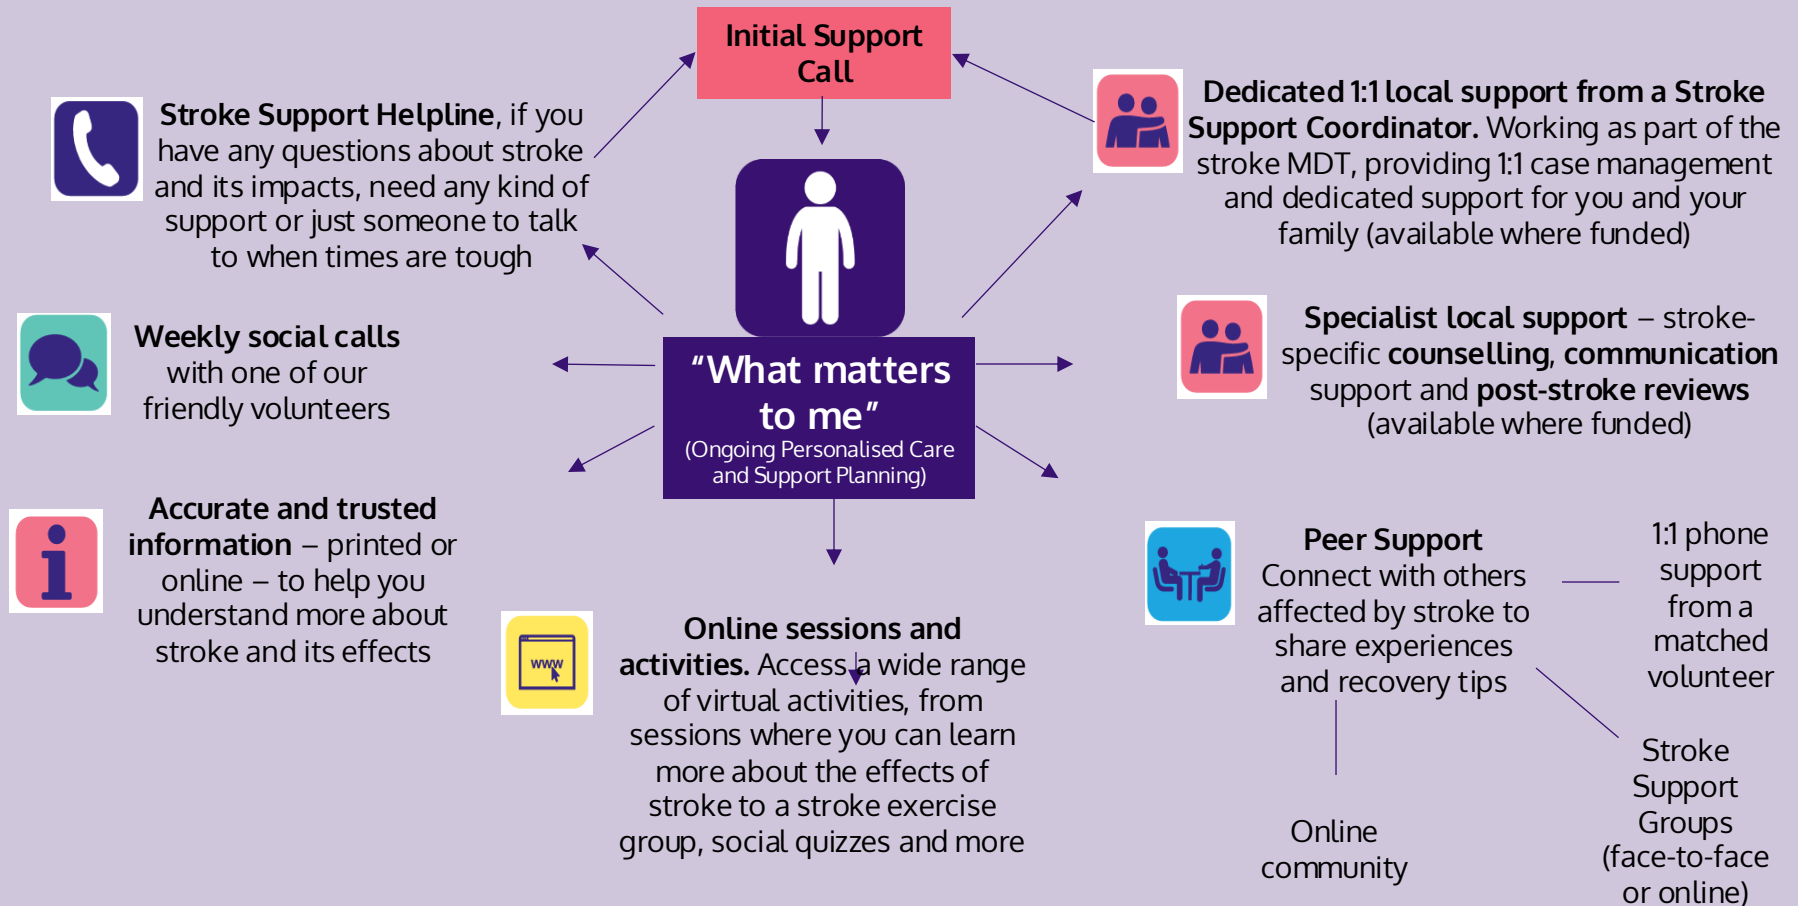 Initial Support
Call
Stroke Support Helpline, if you
have any questions about stroke
and its impacts, need any kind of
support or just someone to talk
to when times are tough
Dedicated 1:1 local support from a Stroke
Support Coordinator. Working as part of the
stroke MDT, providing 1:1 case management
and dedicated support for you and your
family (available where funded)
Weekly social calls
with one of our
friendly volunteers
"What matters
to me"
(Ongoing Personalised Care
and Support Planning)
Specialist local support – stroke-
specific counselling, communication
support and post-stroke reviews
(available where funded)
Accurate and trusted
information – printed or
online – to help you
understand more about
stroke and its effects
www
Online sessions and
activities. Access a wide range
of virtual activities, from
sessions where you can learn
more about the effects of
stroke to a stroke exercise
group, social quizzes and more
Peer Support
Connect with others
affected by stroke to
share experiences
and recovery tips
1:1 phone
support
from a
matched
volunteer
Online
community
Stroke
Support
Groups
(face-to-face
or online)